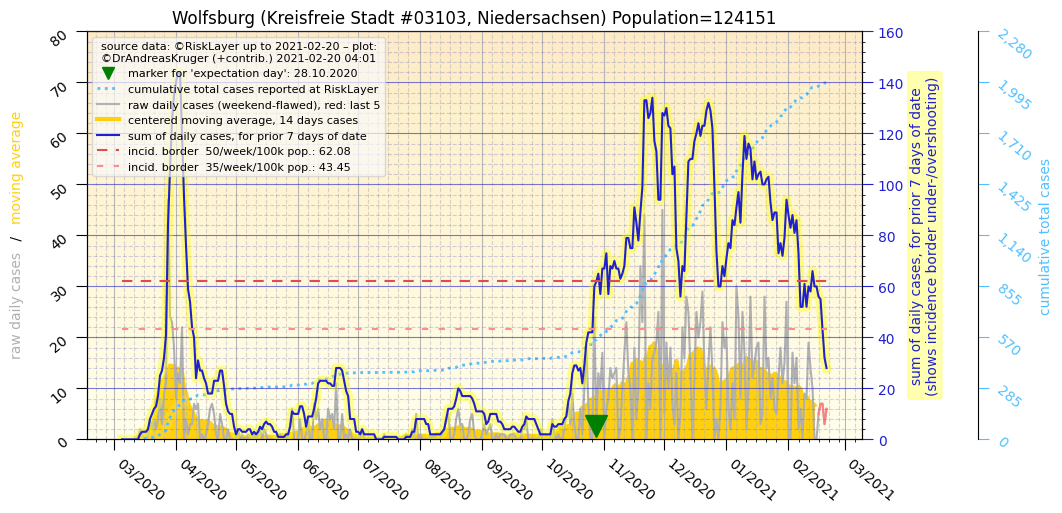 Wolfsburg (Kreisfreie Stadt #03103, Niedersachsen) Population=124151
source data: ©RiskLayer up to 2021-02-20 – plot:
©DrAndreasKruger (+contrib.) 2021-02-20 04:01
marker for 'expectation day': 28.10.2020
cumulative total cases reported at RiskLayer
raw daily cases (weekend-flawed), red: last 5
centered moving average, 14 days cases
sum of daily cases, for prior 7 days of date
incid. border  50/week/100k pop.: 62.08
incid. border  35/week/100k pop.: 43.45
raw daily cases / moving average
80
70
60
50
40
30
20
10
0
03/2020
04/2020
05/2020
06/2020
07/2020
08/2020
09/2020
10/2020
11/2020
12/2020
01/2021
02/2021
03/2021
160
140
120
100
80
60
40
20
0
sum of daily cases, for prior 7 days of date
(shows incidence border under-/overshooting)
2,280
1,995
1,710
1,425
1,140
855
570
285
0
cumulative total cases